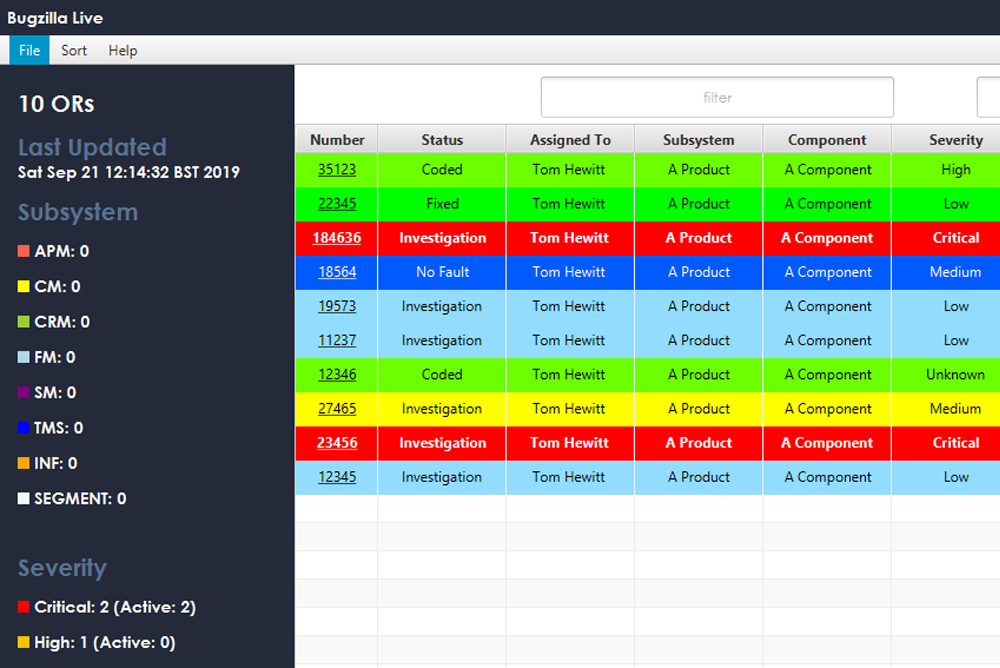 Bugzilla Live
File Sort Help
10 ORs
Last Updated
Sat Sep 21 12:14:32 BST 2019
Subsystem
APM: 0
CM: 0
CRM: 0
FM: 0
SM: 0
TMS: 0
INF: 0
SEGMENT: 0
Severity
Critical: 2 (Active: 2)
High: 1 (Active: 0)
filter
Number Status Assigned To Subsystem Component Severity
35123 Coded Tom Hewitt A Product A Component High
22345 Fixed Tom Hewitt A Product A Component Low
184636 Investigation Tom Hewitt A Product A Component Critical
18564 No Fault Tom Hewitt A Product A Component Medium
19573 Investigation Tom Hewitt A Product A Component Low
11237 Investigation Tom Hewitt A Product A Component Low
12346 Coded Tom Hewitt A Product A Component Unknown
27465 Investigation Tom Hewitt A Product A Component Medium
23456 Investigation Tom Hewitt A Product A Component Critical
12345 Investigation Tom Hewitt A Product A Component Low